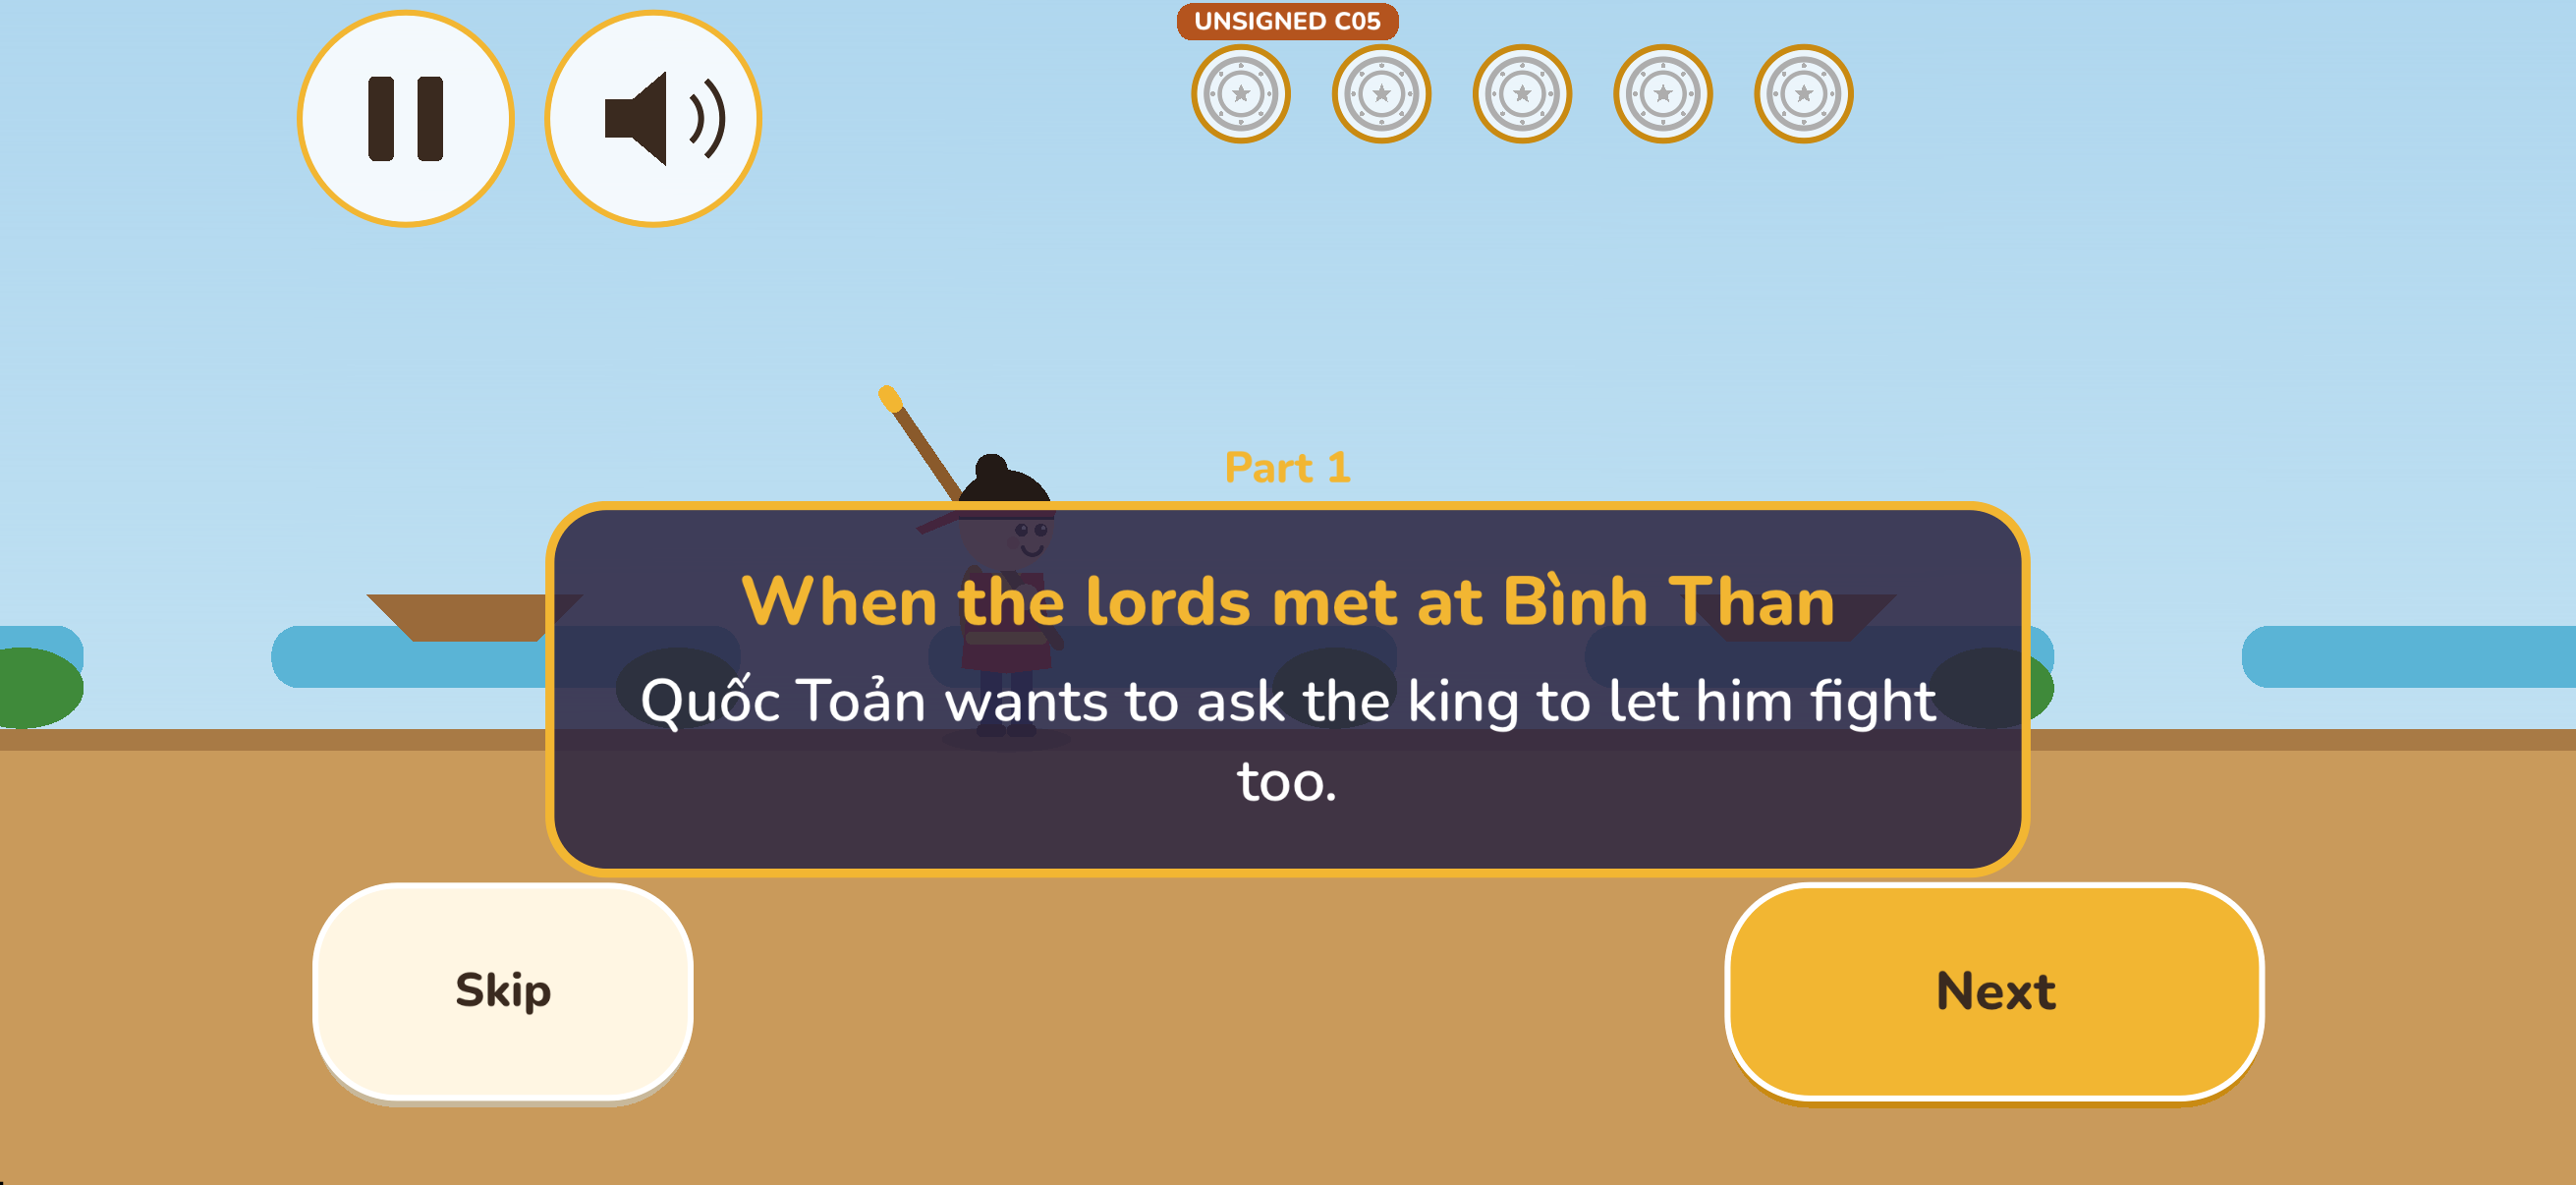 UNSIGNED C05
Part 1
When the lords met at Bình Than
Quốc Toản wants to ask the king to let him fight
too.
Skip
Next